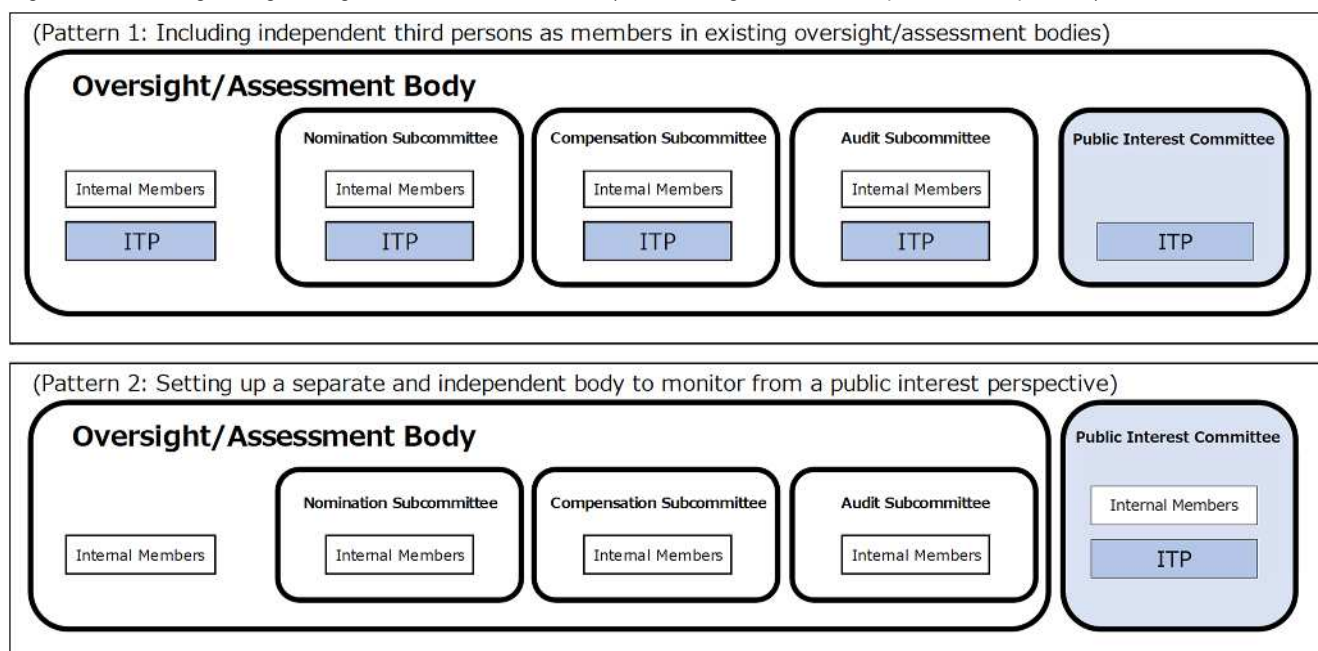 (Pattern 1: Including independent third persons as members in existing oversight/assessment bodies)
Oversight/Assessment Body
Internal Members
ITP
Nomination Subcommittee
Internal Members
ITP
Compensation Subcommittee
Internal Members
ITP
Audit Subcommittee
Internal Members
ITP
Public Interest Committee
ITP
(Pattern 2: Setting up a separate and independent body to monitor from a public interest perspective)
Oversight/Assessment Body
Internal Members
Nomination Subcommittee
Internal Members
Compensation Subcommittee
Internal Members
Audit Subcommittee
Internal Members
Public Interest Committee
Internal Members
ITP